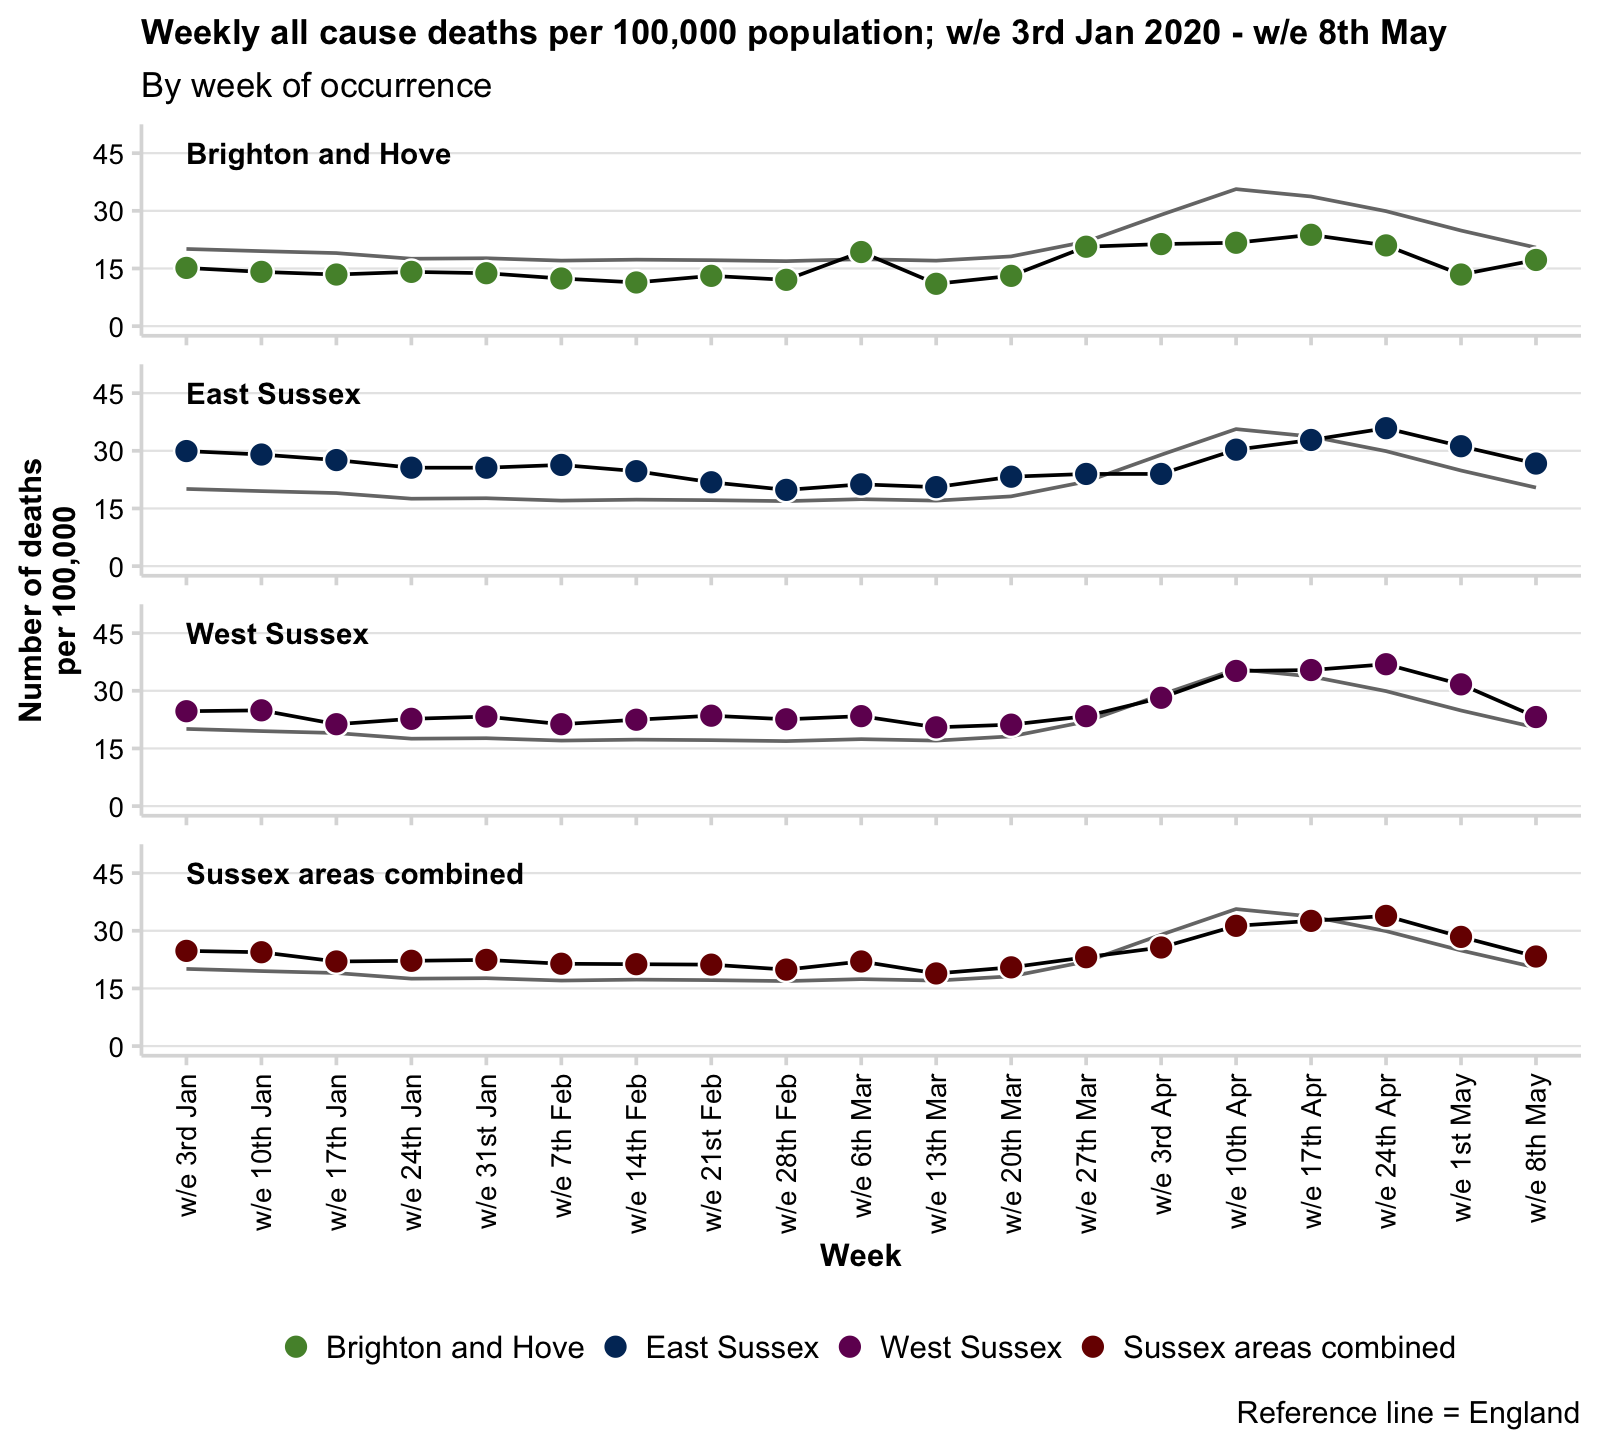 Weekly all cause deaths per 100,000 population; w/e 3rd Jan 2020 - w/e 8th May
By week of occurrence
Number of deaths
per 100,000
Brighton and Hove
45
30
15
0
East Sussex
45
30
15
0
West Sussex
45
30
15
0
Sussex areas combined
45
30
15
0
w/e 3rd Jan
w/e 10th Jan
w/e 17th Jan
w/e 24th Jan
w/e 31st Jan
w/e 7th Feb
w/e 14th Feb
w/e 21st Feb
w/e 28th Feb
w/e 6th Mar
w/e 13th Mar
w/e 20th Mar
w/e 27th Mar
w/e 3rd Apr
w/e 10th Apr
w/e 17th Apr
w/e 24th Apr
w/e 1st May
w/e 8th May
Week
Brighton and Hove East Sussex West Sussex Sussex areas combined
Reference line = England